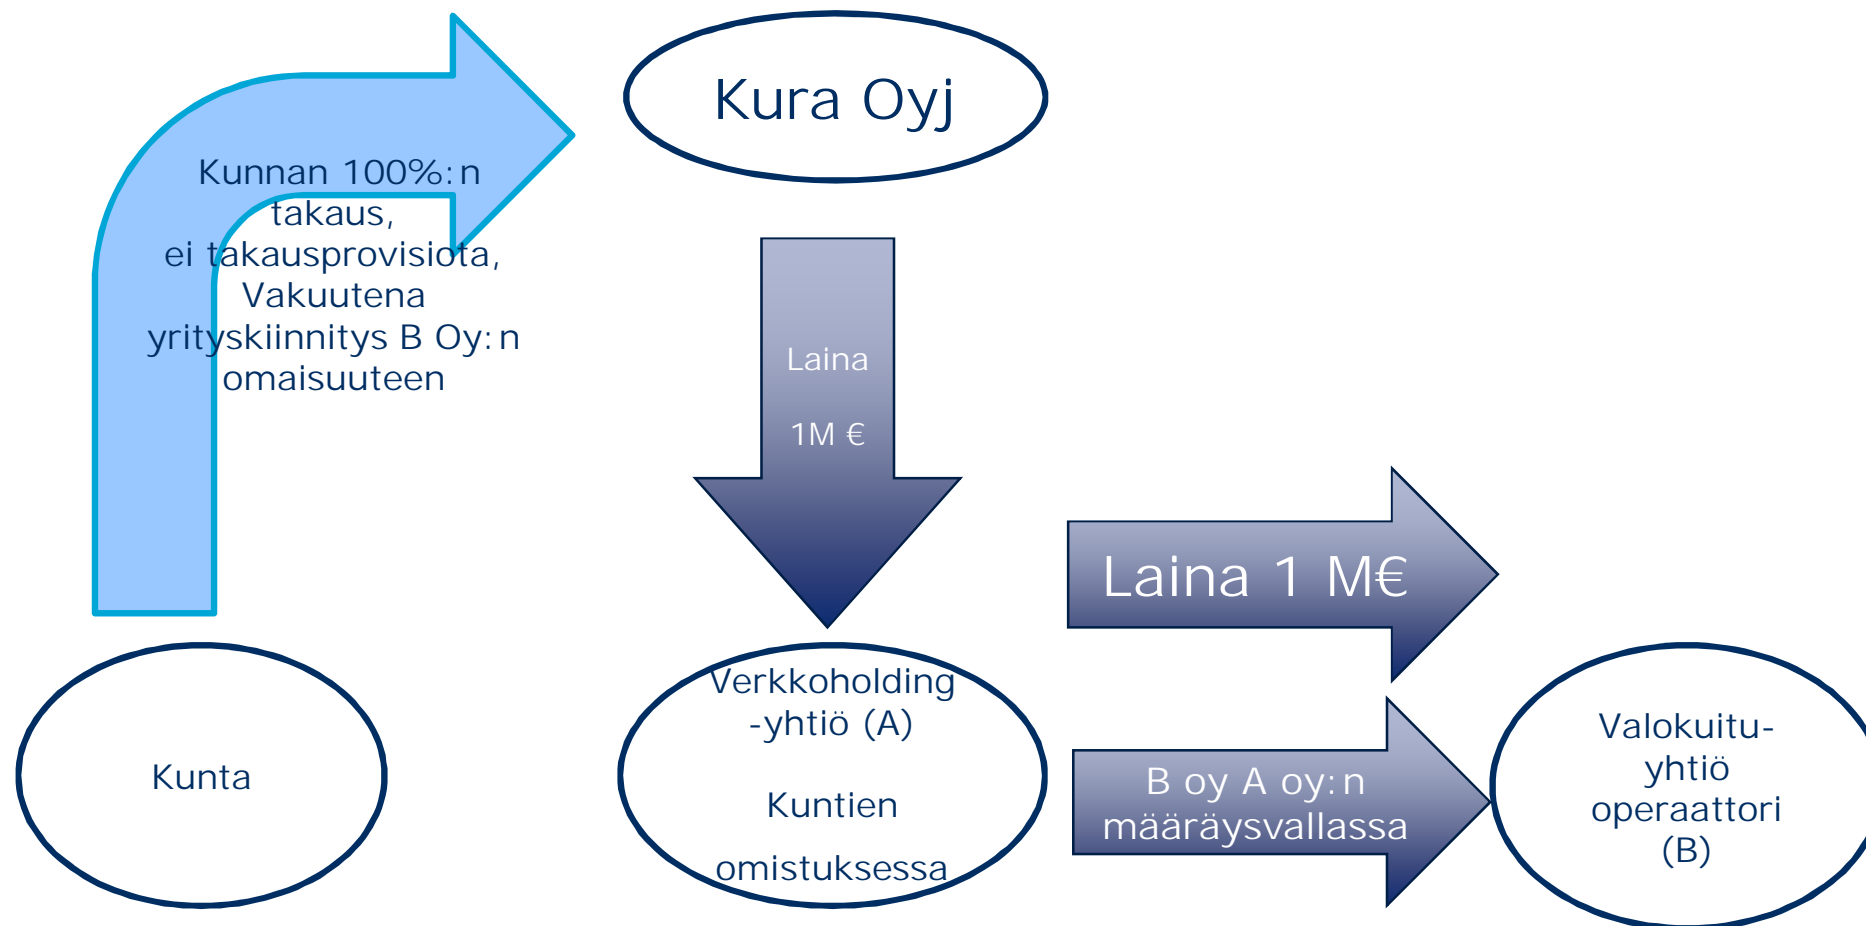 Kura Oyj
Kunnan 100%:n
takaus,
ei takausprovisiota,
Vakuutena
yrityskiinnitys B Oy:n
omaisuuteen
Laina
1M €
Laina 1 M€
Kunta
Verkkoholding
-yhtiö (A)
Kuntien
omistuksessa
B oy A oy:n
määräysvallassa
Valokuitu-
yhtiö
operaattori
(B)